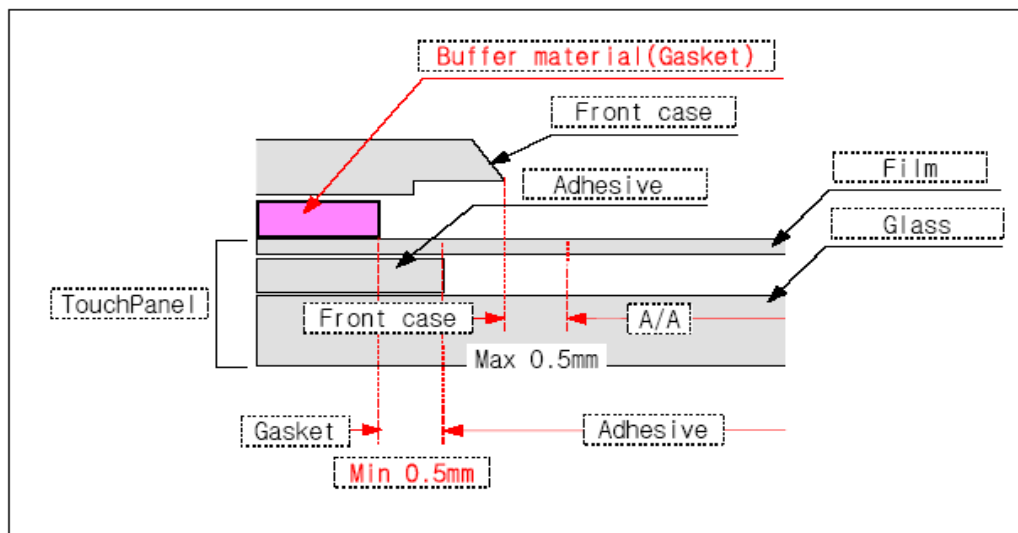 Buffer material(Gasket)
Front case
Adhesive
Film
Glass
TouchPanel
Front case
A/A
Max 0.5mm
Gasket
Adhesive
Min 0.5mm